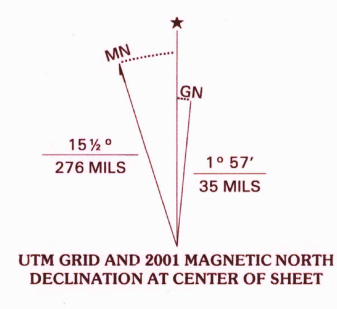 ★
MN
GN
15½°
276 MILS
1° 57′
35 MILS
UTM GRID AND 2001 MAGNETIC NORTH
DECLINATION AT CENTER OF SHEET